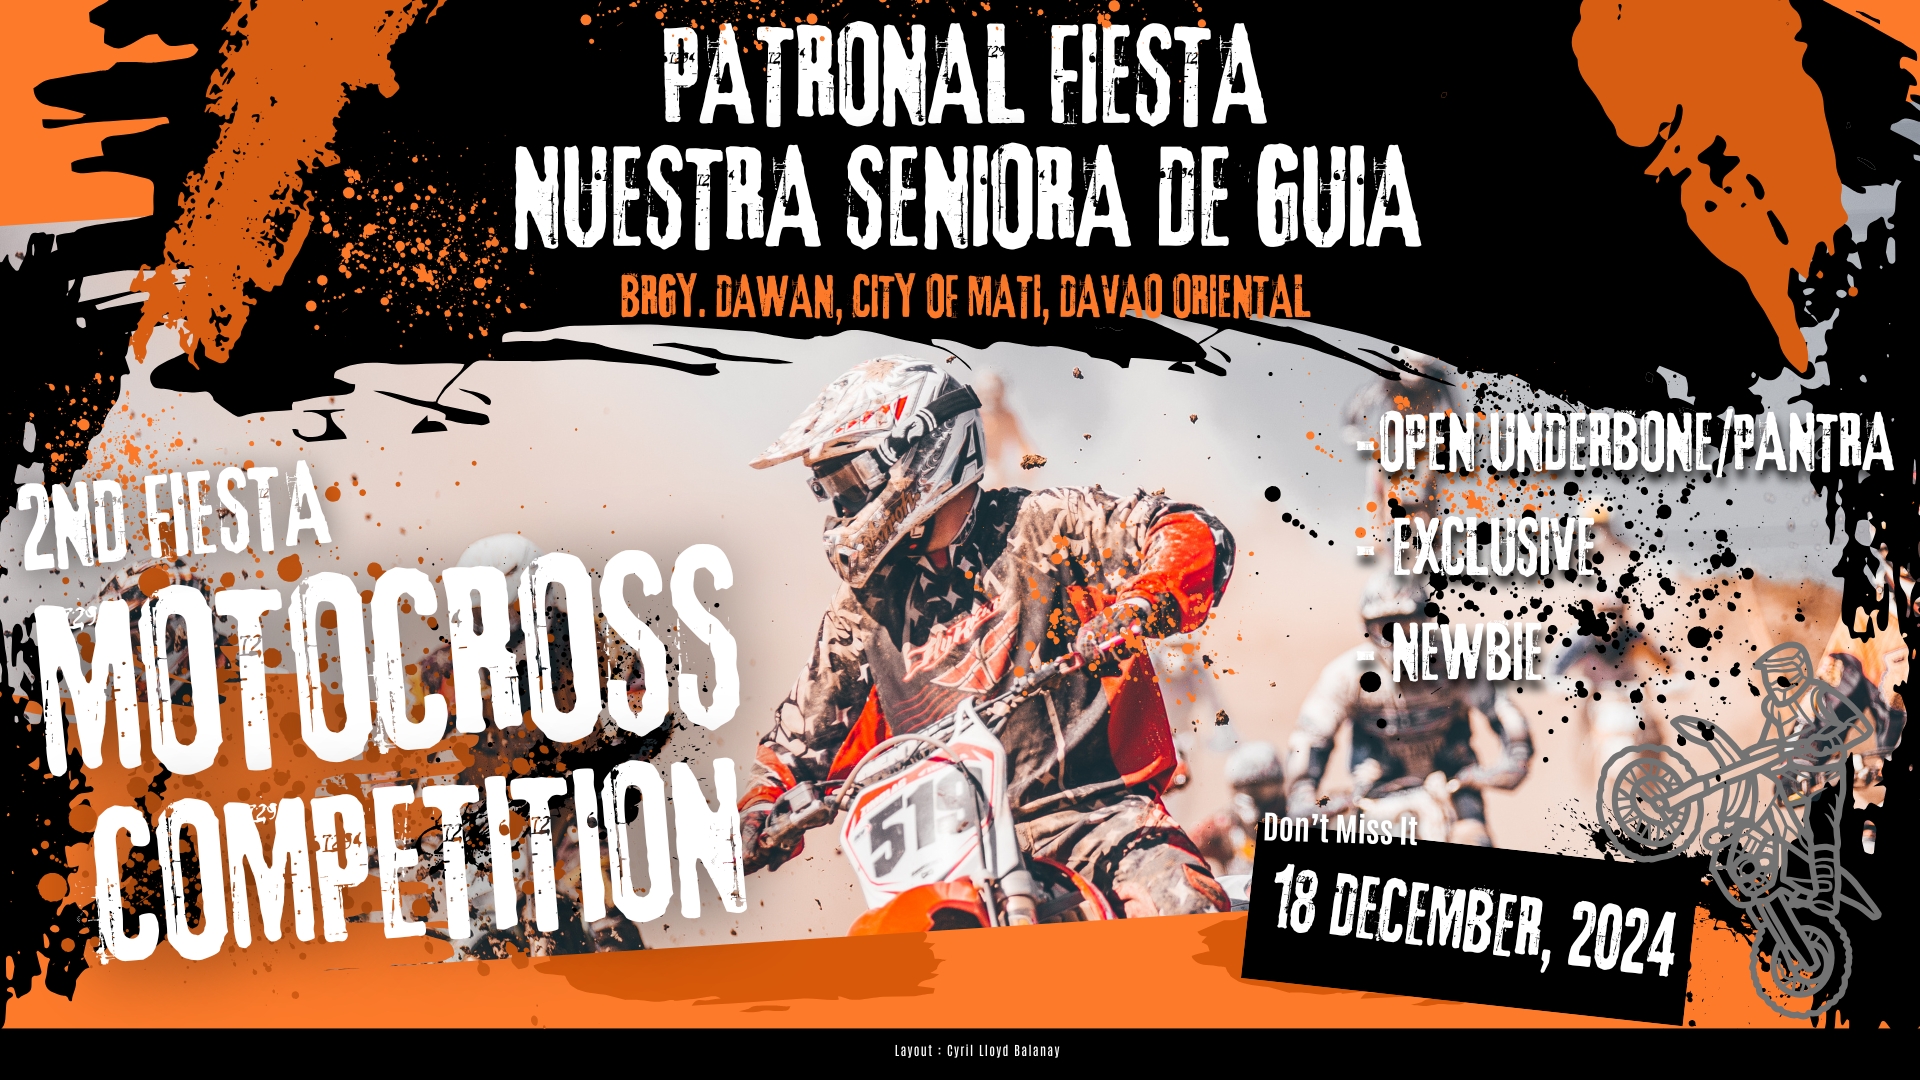 PATRONAL FIESTA
NUESTRA SENIORA DE GUIA
BRGY. DAWAN, CITY OF MATI, DAVAO ORIENTAL
2ND FIESTA
MOTOCROSS
COMPETITION
-OPEN UNDERBONE/PANTRA
- EXCLUSIVE
- NEWBIE
519
Don't Miss It
18 DECEMBER, 2024
Layout : Cyril Lloyd Balanay